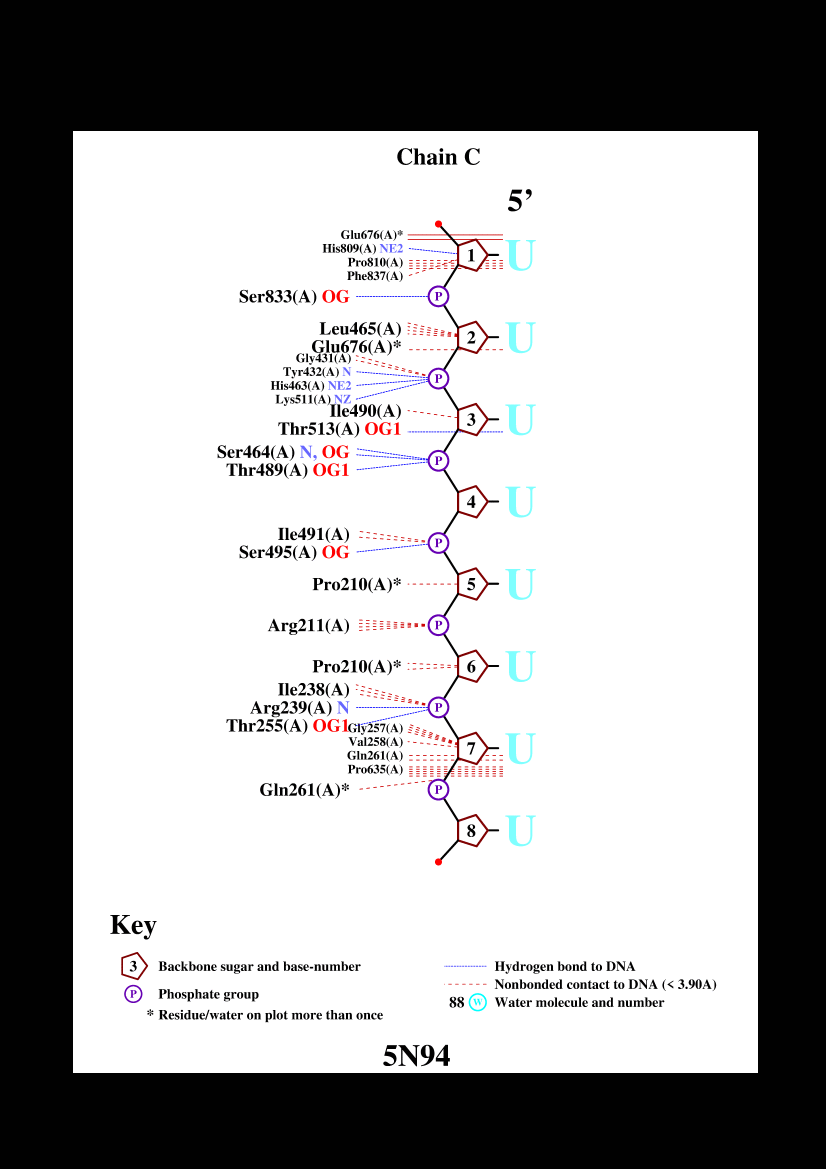 Chain C
5’
Glu676(A)*
His809(A) NE2
1 U
Pro810(A)
Phe837(A)
Ser833(A) OG P
Leu465(A)
2 U
Glu676(A)*
Gly431(A)
Tyr432(A) N
P
His463(A) NE2
Lys511(A) NZ
Ile490(A)
3 U
Thr513(A) OG1
Ser464(A) N, OG
P
Thr489(A) OG1
4 U
Ile491(A)
P
Ser495(A) OG
Pro210(A)* 5 U
Arg211(A) P
Pro210(A)* 6 U
Ile238(A)
Arg239(A) N P
Thr255(A) OG1
Gly257(A)
Val258(A)
7 U
Gln261(A)
Pro635(A)
Gln261(A)* P
8 U
Key
3 Backbone sugar and base-number
P Phosphate group
* Residue/water on plot more than once
Hydrogen bond to DNA
Nonbonded contact to DNA (< 3.90A)
88 W Water molecule and number
5N94